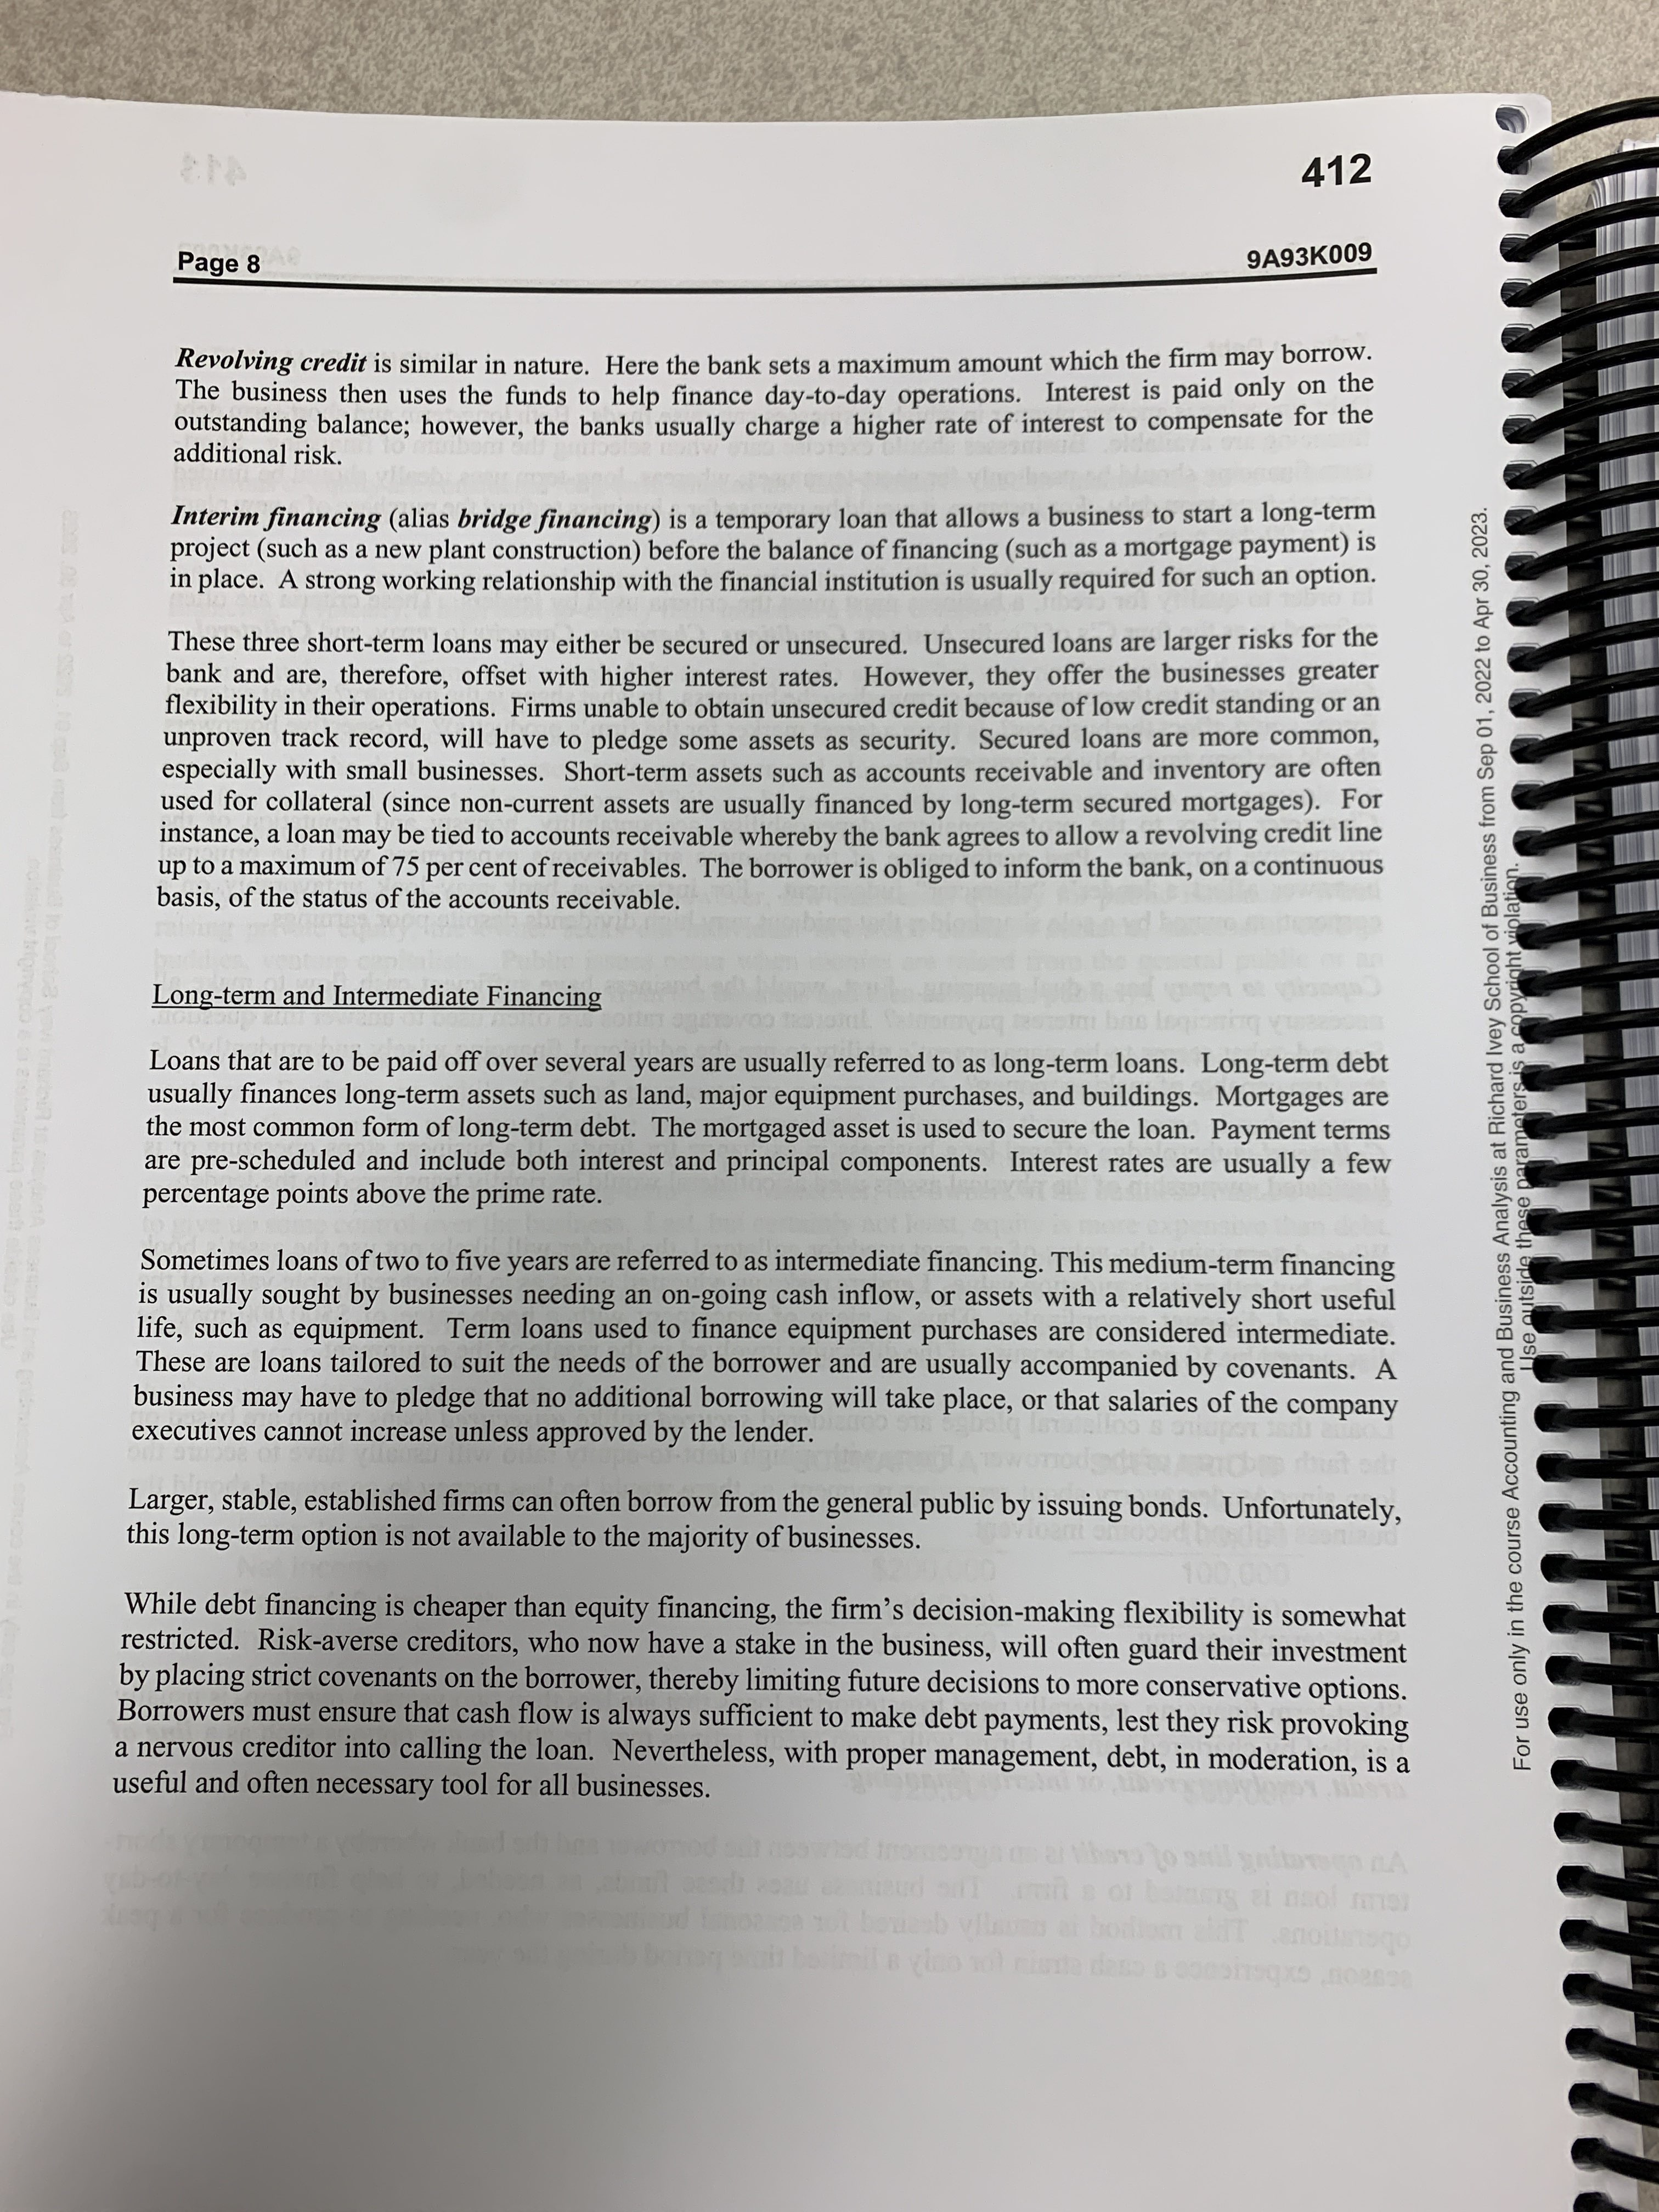 412
Page 8 9A93K009
Revolving credit is similar in nature. Here the bank sets a maximum amount which the firm may borrow.
The business then uses the funds to help finance day-to-day operations. Interest is paid only on the
outstanding balance; however, the banks usually charge a higher rate of interest to compensate for the
additional risk.
Interim financing (alias bridge financing) is a temporary loan that allows a business to start a long-term
project (such as a new plant construction) before the balance of financing (such as a mortgage payment) is
in place. A strong working relationship with the financial institution is usually required for such an option.
These three short-term loans may either be secured or unsecured. Unsecured loans are larger risks for the
bank and are, therefore, offset with higher interest rates. However, they offer the businesses greater
flexibility in their operations. Firms unable to obtain unsecured credit because of low credit standing or an
unproven track record, will have to pledge some assets as security. Secured loans are more common,
especially with small businesses. Short-term assets such as accounts receivable and inventory are often
used for collateral (since non-current assets are usually financed by long-term secured mortgages). For
instance, a loan may be tied to accounts receivable whereby the bank agrees to allow a revolving credit line
up to a maximum of 75 per cent of receivables. The borrower is obliged to inform the bank, on a continuous
basis, of the status of the accounts receivable.
Long-term and Intermediate Financing
Loans that are to be paid off over several years are usually referred to as long-term loans. Long-term debt
usually finances long-term assets such as land, major equipment purchases, and buildings. Mortgages are
the most common form of long-term debt. The mortgaged asset is used to secure the loan. Payment terms
are pre-scheduled and include both interest and principal components. Interest rates are usually a few
percentage points above the prime rate.
Sometimes loans of two to five years are referred to as intermediate financing. This medium-term financing
is usually sought by businesses needing an on-going cash inflow, or assets with a relatively short useful
life, such as equipment. Term loans used to finance equipment purchases are considered intermediate.
These are loans tailored to suit the needs of the borrower and are usually accompanied by covenants. A
business may have to pledge that no additional borrowing will take place, or that salaries of the company
executives cannot increase unless approved by the lender.
Larger, stable, established firms can often borrow from the general public by issuing bonds. Unfortunately,
this long-term option is not available to the majority of businesses.
While debt financing is cheaper than equity financing, the firm's decision-making flexibility is somewhat
restricted. Risk-averse creditors, who now have a stake in the business, will often guard their investment
by placing strict covenants on the borrower, thereby limiting future decisions to more conservative options.
Borrowers must ensure that cash flow is always sufficient to make debt payments, lest they risk provoking
a nervous creditor into calling the loan. Nevertheless, with proper management, debt, in moderation, is a
useful and often necessary tool for all businesses.
For use only in the course Accounting and Business Analysis at Richard Ivey School of Business from Sep 01, 2022 to Apr 30, 2023.
Use outside these parameters is a copyright violation.